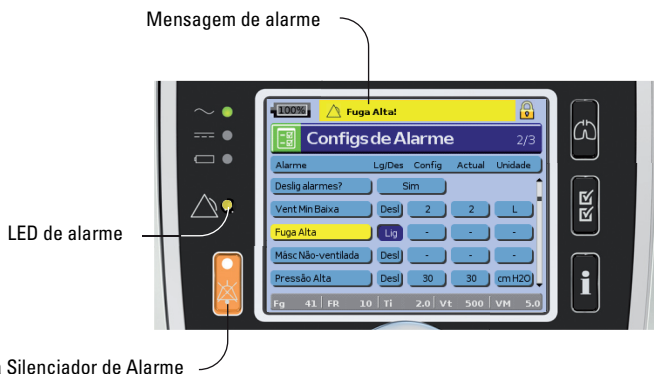 Mensagem de alarme
100% Fuga Alta!
Configs de Alarme 2/3
Alarme Lg/Des Config Actual Unidade
Deslig alarmes? Sim
Vent Min Baixa Desl 2 2 L
LED de alarme
Fuga Alta Lig - - -
Másc Não-ventilada Desl - - -
Pressão Alta Desl 30 30 cmH2O
Fg 41 FR 10 Ti 2.0 Vt 500 VM 5.0
i
Silenciador de Alarme